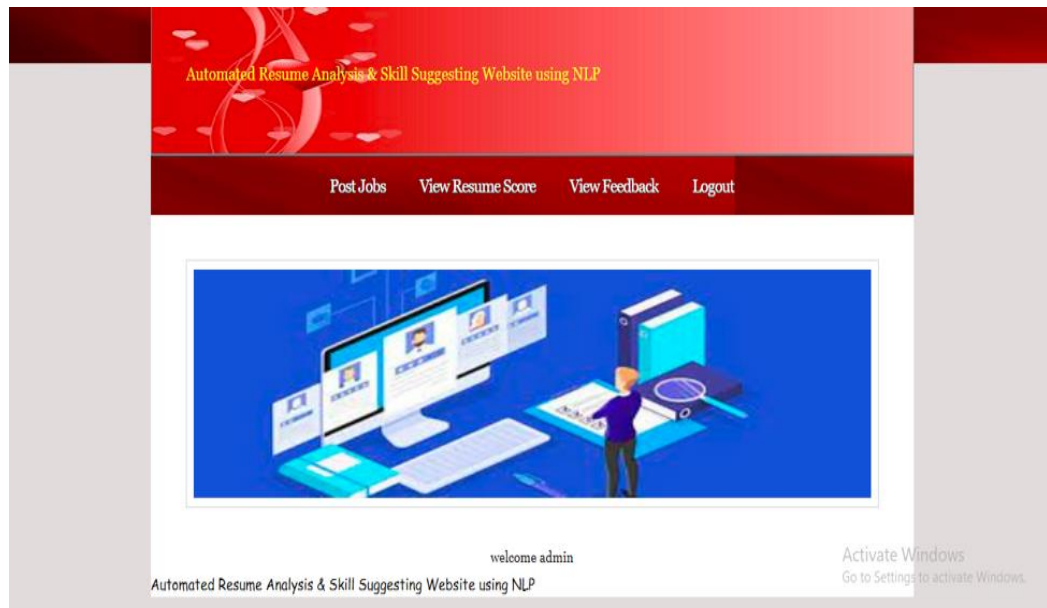 Automated Resume Analysis & Skill Suggesting Website using NLP
Post Jobs View Resume Score View Feedback Logout
welcome admin
Automated Resume Analysis & Skill Suggesting Website using NLP
Activate Windows
Go to Settings to activate Windows.